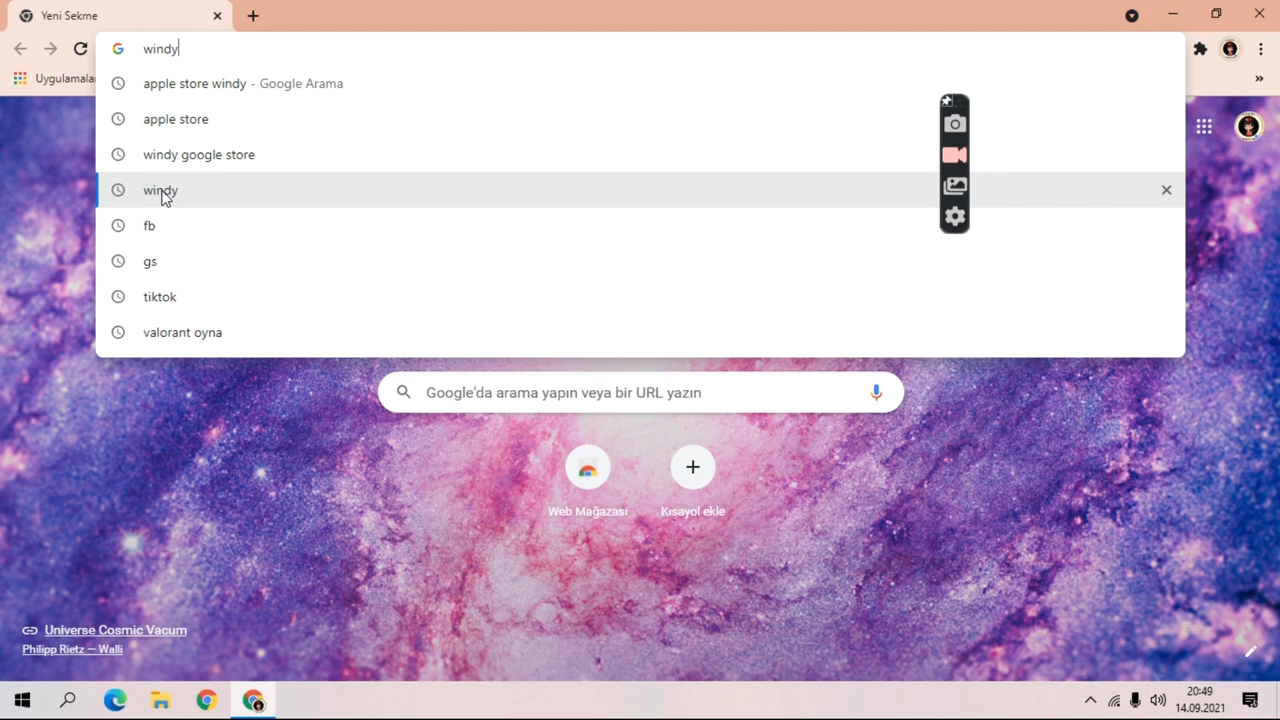 Yeni Sekme
windy
Uygulamalar
apple store windy - Google Arama
apple store
windy google store
windy
fb
gs
tiktok
valorant oyna
Google'da arama yapın veya bir URL yazın
Web Mağazası
Kısayol ekle
Universe Cosmic Vacum
Philipp Rietz — Walli
20:49
14.09.2021